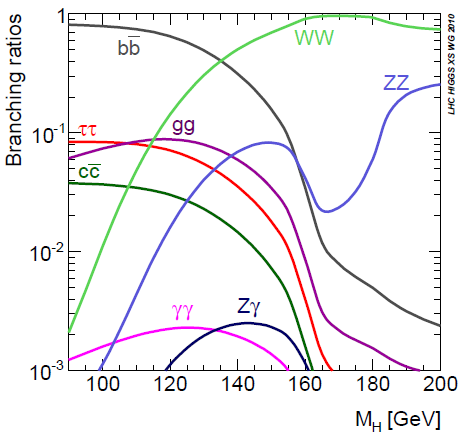 Branching ratios
1
10⁻¹
10⁻²
10⁻³
bb̅
WW
ZZ
ττ
gg
cc̅
γγ
Zγ
100 120 140 160 180 200
M_H [GeV]
LHC HIGGS XS WG 2010